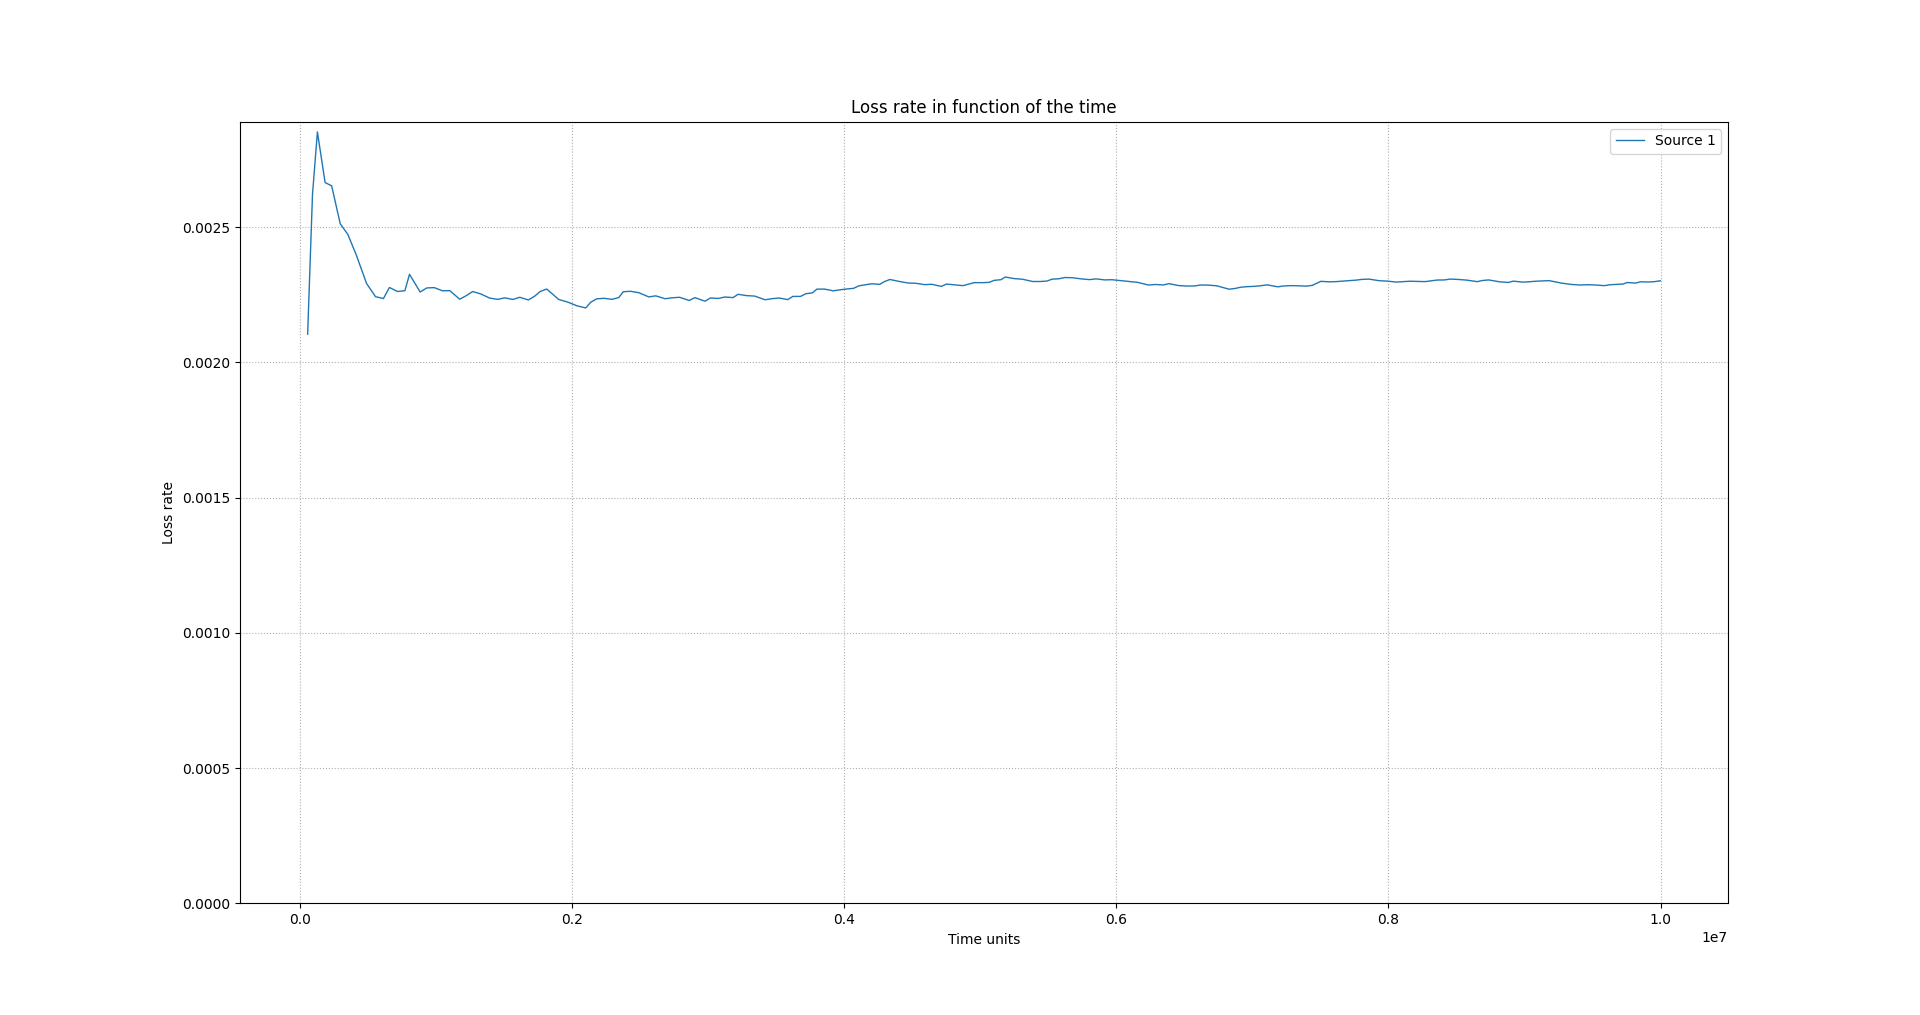 Loss rate in function of the time
Source 1
Loss rate
0.0025
0.0020
0.0015
0.0010
0.0005
0.0000
0.0 0.2 0.4 0.6 0.8 1.0
1e7
Time units